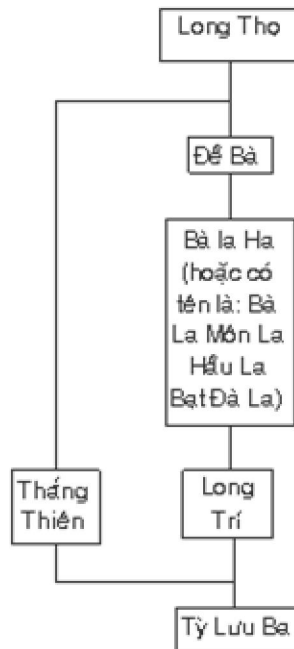 Long Thọ
Đề Bà
Bà la Ha
(hoặc có
tên là: Bà
La Môn La
Hầu La
Bạt Đà La)
Thắng
Thiên
Long
Trí
Tỳ Lưu Ba